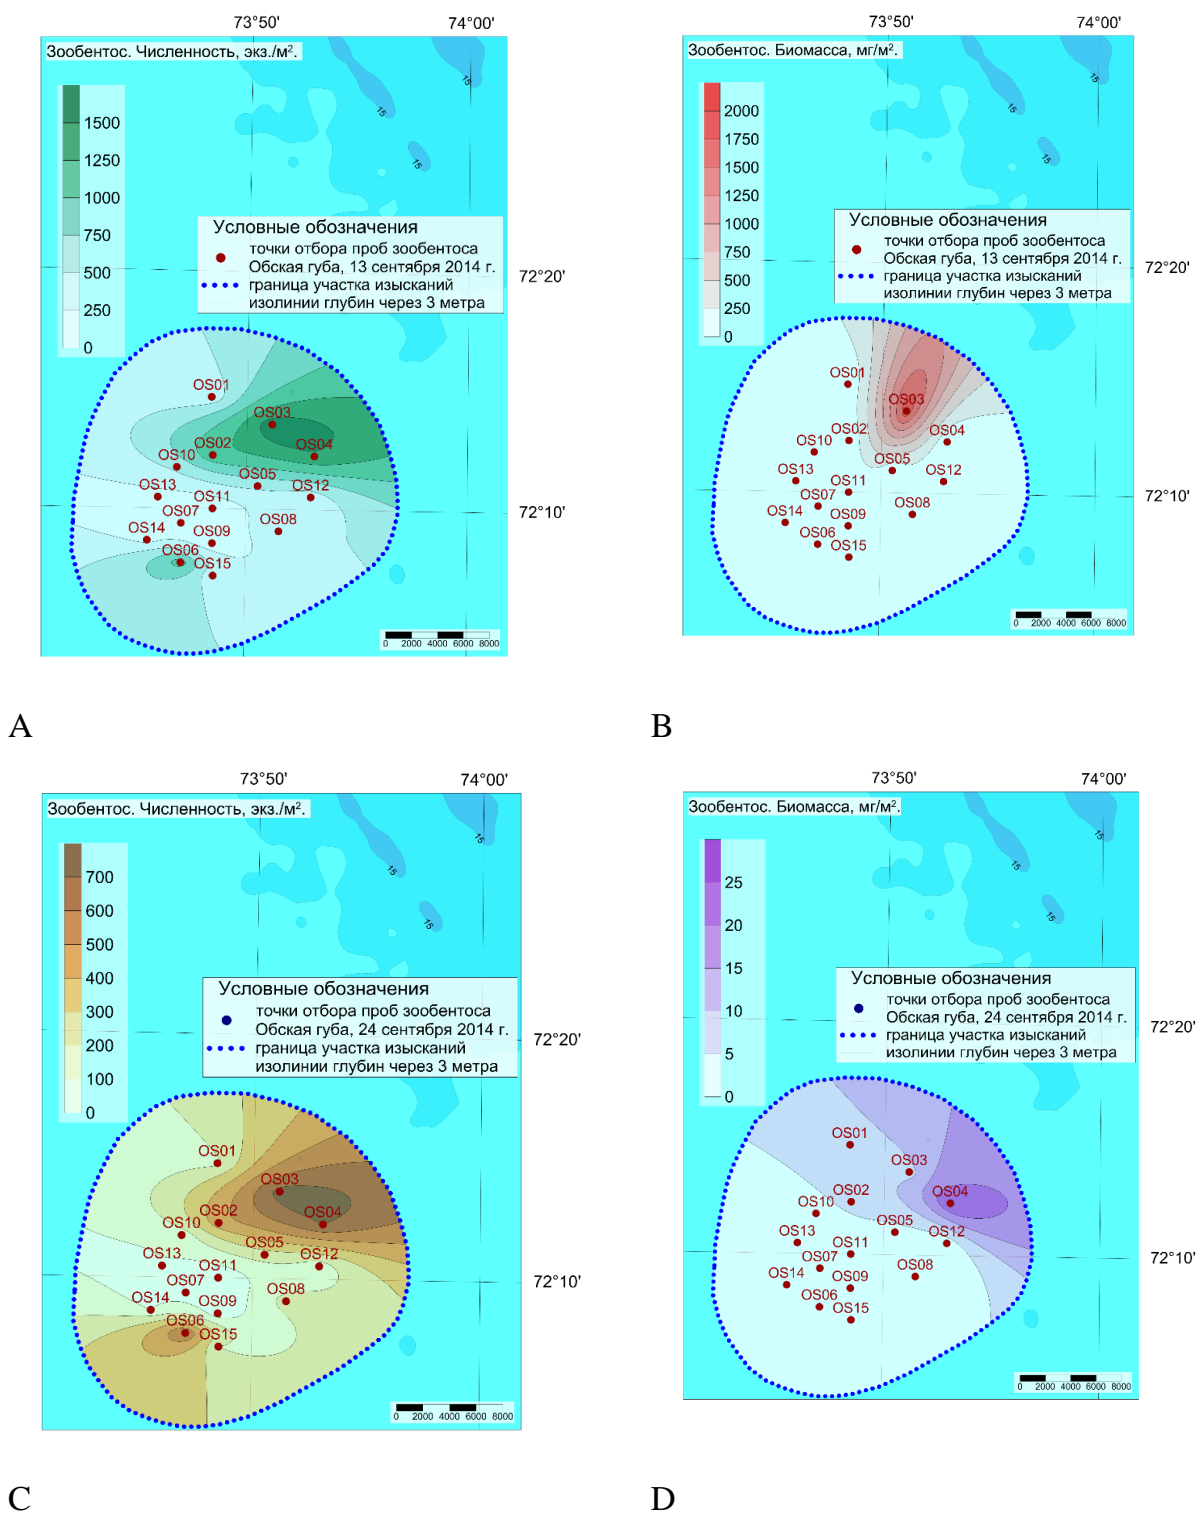 73°50'
74°00'
Зообентос. Численность, экз./м².
15
15
15
1500
1250
1000
750
500
250
0
Условные обозначения
точки отбора проб зообентоса
Обская губа, 13 сентября 2014 г.
граница участка изысканий
изолинии глубин через 3 метра
72°20'
OS01
OS03
OS02
OS04
OS10
OS05
OS13
OS11
OS12
OS07
OS14
OS09
OS08
OS06
OS15
72°10'
0 2000 4000 6000 8000
A
73°50'
74°00'
Зообентос. Биомасса, мг/м².
15
15
15
2000
1750
1500
1250
1000
750
500
250
0
Условные обозначения
точки отбора проб зообентоса
Обская губа, 13 сентября 2014 г.
граница участка изысканий
изолинии глубин через 3 метра
72°20'
OS01
OS03
OS02
OS04
OS10
OS05
OS13
OS11
OS12
OS07
OS14
OS09
OS08
OS06
OS15
72°10'
0 2000 4000 6000 8000
B
73°50'
74°00'
Зообентос. Численность, экз./м².
15
15
15
700
600
500
400
300
200
100
0
Условные обозначения
точки отбора проб зообентоса
Обская губа, 24 сентября 2014 г.
граница участка изысканий
изолинии глубин через 3 метра
72°20'
OS01
OS03
OS02
OS04
OS10
OS05
OS13
OS11
OS12
OS07
OS14
OS09
OS08
OS06
OS15
72°10'
0 2000 4000 6000 8000
C
73°50'
74°00'
Зообентос. Биомасса, мг/м².
15
15
15
25
20
15
10
5
0
Условные обозначения
точки отбора проб зообентоса
Обская губа, 24 сентября 2014 г.
граница участка изысканий
изолинии глубин через 3 метра
72°20'
OS01
OS03
OS02
OS04
OS10
OS05
OS13
OS11
OS12
OS07
OS14
OS09
OS08
OS06
OS15
72°10'
0 2000 4000 6000 8000
D